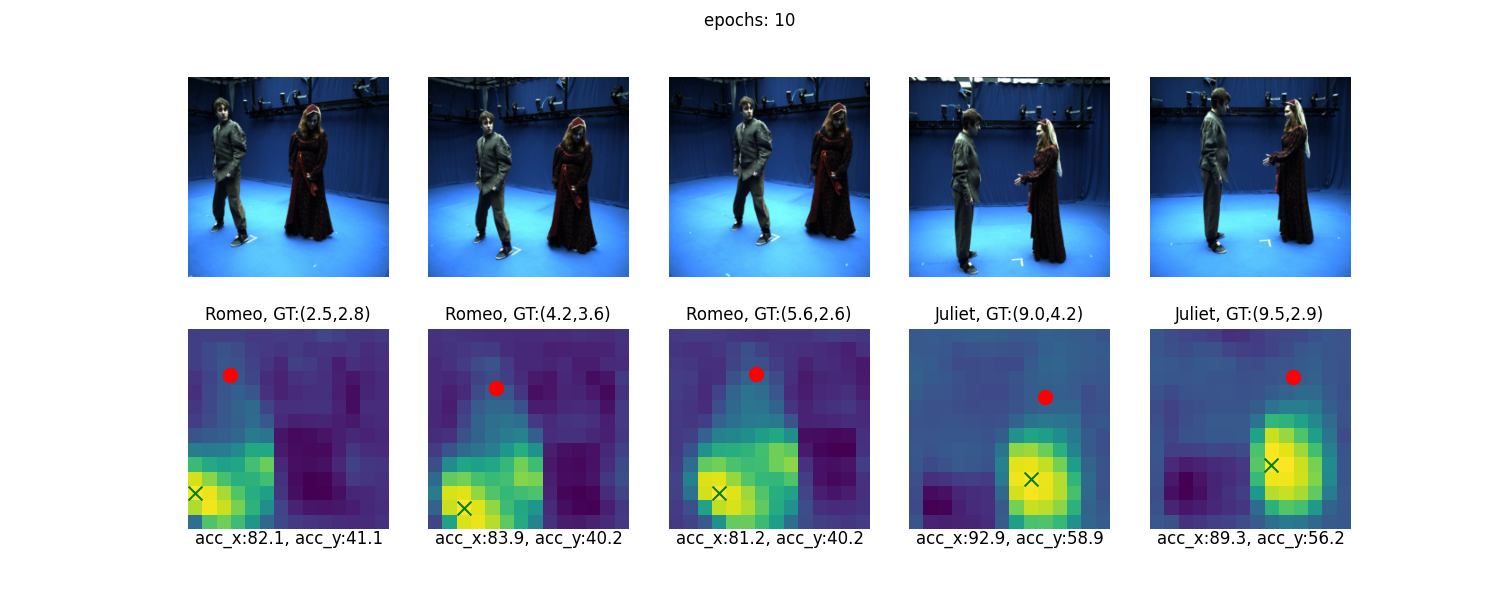 epochs: 10
Romeo, GT:(2.5,2.8)
Romeo, GT:(4.2,3.6)
Romeo, GT:(5.6,2.6)
Juliet, GT:(9.0,4.2)
Juliet, GT:(9.5,2.9)
acc_x:82.1, acc_y:41.1
acc_x:83.9, acc_y:40.2
acc_x:81.2, acc_y:40.2
acc_x:92.9, acc_y:58.9
acc_x:89.3, acc_y:56.2